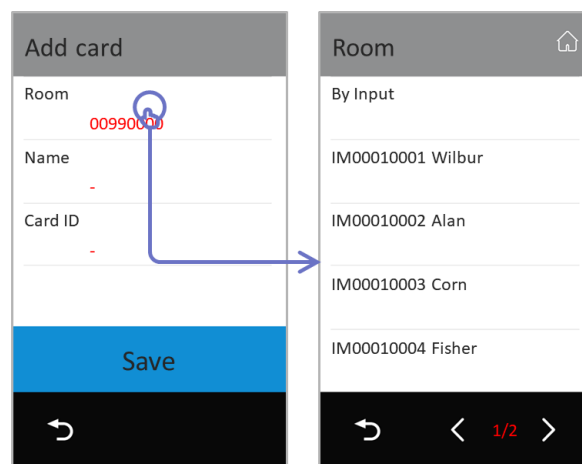 Add card
Room
00990000
Name
-
Card ID
-
Save
Room
By Input
IM00010001 Wilbur
IM00010002 Alan
IM00010003 Corn
IM00010004 Fisher
1/2